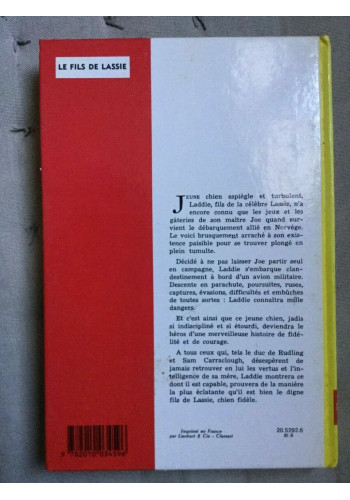 LE FILS DE LASSIE
JEUNE chien espiègle et turbulent,
Laddie, fils de la célèbre Lassie, n'a
encore connu que les jeux et les
gâteries de son maître Joe quand sur-
vient le débarquement allié en Norvège.
Le voici brusquement arraché à son exis-
tence paisible pour se trouver plongé en
plein tumulte.
Décidé à ne pas laisser Joe partir seul
en campagne, Laddie s'embarque clan-
destinement à bord d'un avion militaire.
Descente en parachute, poursuites, ruses,
captures, évasions, difficultés et embûches
de toutes sortes : Laddie connaîtra mille
dangers.
Et c'est ainsi que ce jeune chien, jadis
si indiscipliné et si étourdi, deviendra le
héros d'une merveilleuse histoire de fidé-
lité et de courage.
A tous ceux qui, tels le duc de Rudling
et Sam Carraclough, désespèrent de
jamais retrouver en lui les vertus et l'in-
telligence de sa mère, Laddie montrera ce
dont il est capable, prouvera de la manière
la plus éclatante qu'il est bien le digne
fils de Lassie, chien fidèle.
Imprimé en France
par Lienhart & Cie - Clamart
20.5292.6